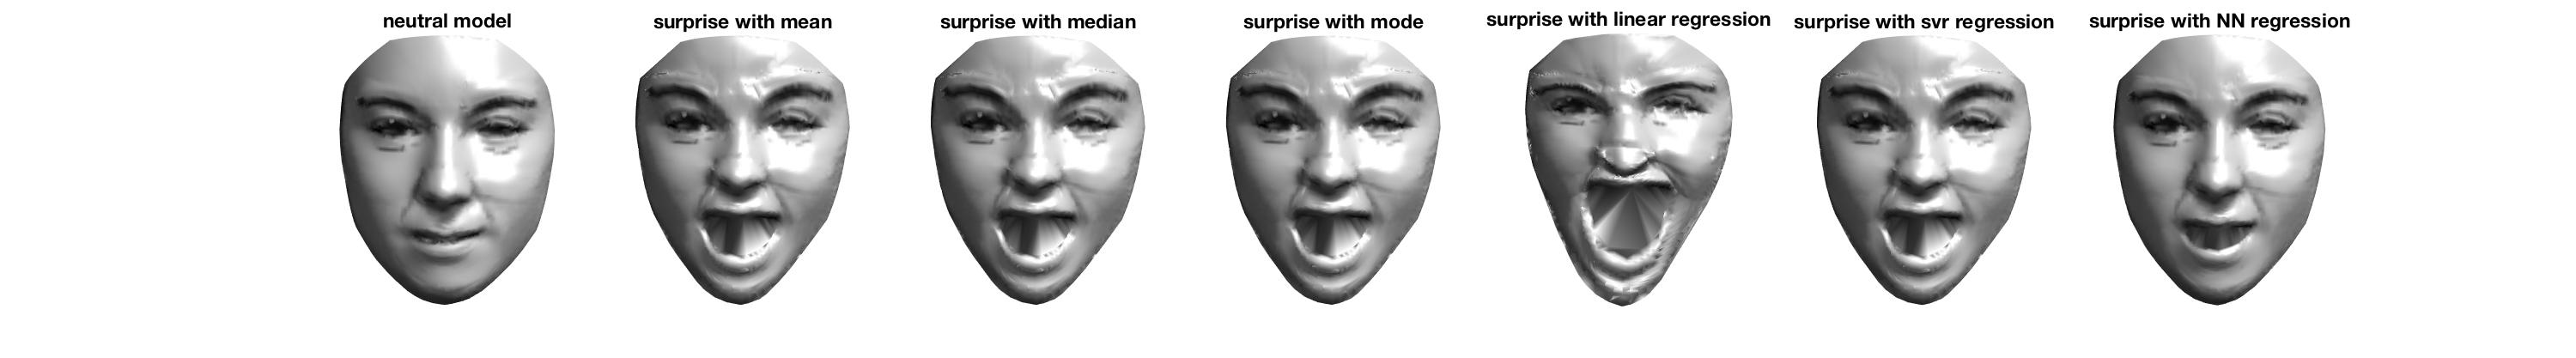 neutral model
surprise with mean
surprise with median
surprise with mode
surprise with linear regression
surprise with svr regression
surprise with NN regression